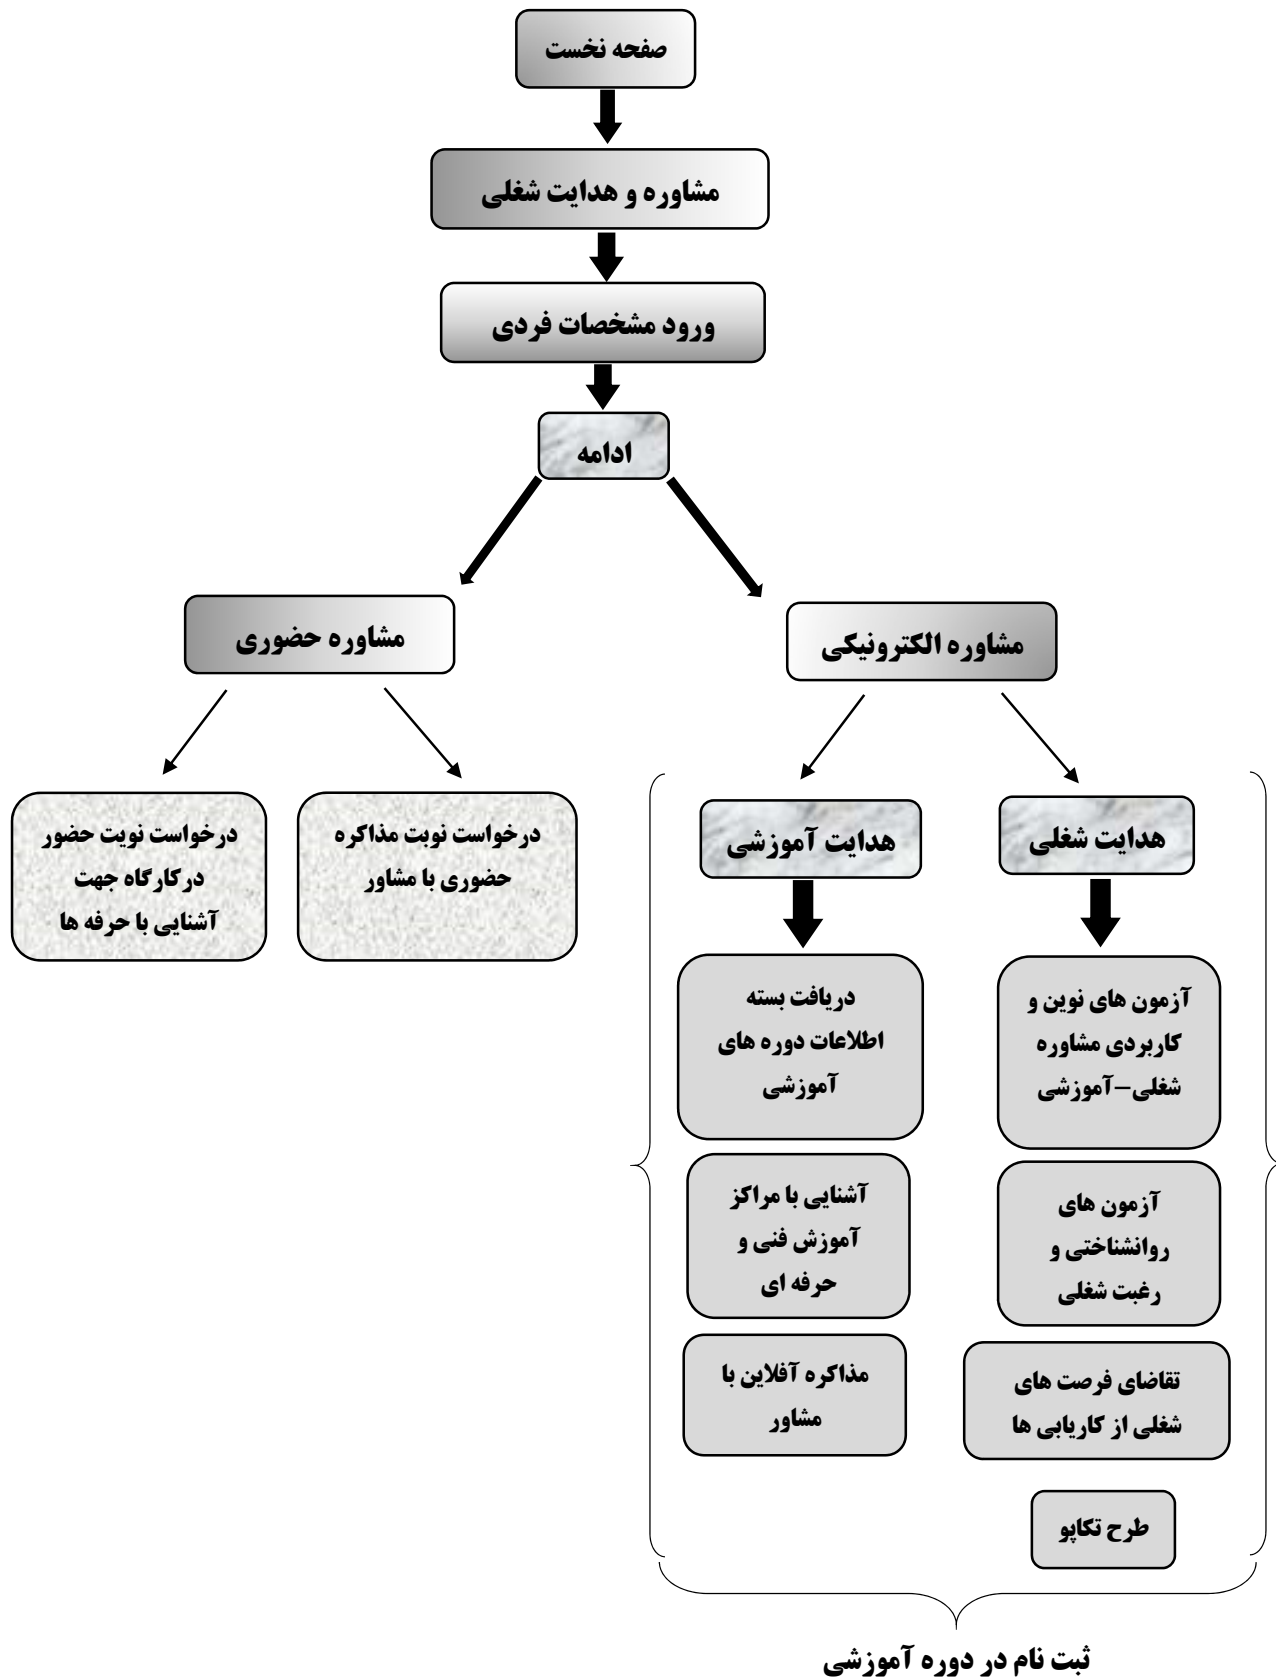 صفحه نخست
مشاوره و هدایت شغلی
ورود مشخصات فردی
ادامه
مشاوره الکترونیکی
مشاوره حضوری
هدایت شغلی
هدایت آموزشی
درخواست نوبت مذاکره
حضوری با مشاور
درخواست نویت حضور
درکارگاه جهت
آشنایی با حرفه ها
آزمون های نوین و
کاربردی مشاوره
شغلی–آموزشی
دریافت بسته
اطلاعات دوره های
آموزشی
آزمون های
روانشناختی و
رغبت شغلی
آشنایی با مراکز
آموزش فنی و
حرفه ای
تقاضای فرصت های
شغلی از کاریابی ها
مذاکره آفلاین با
مشاور
طرح تکاپو
ثبت نام در دوره آموزشی